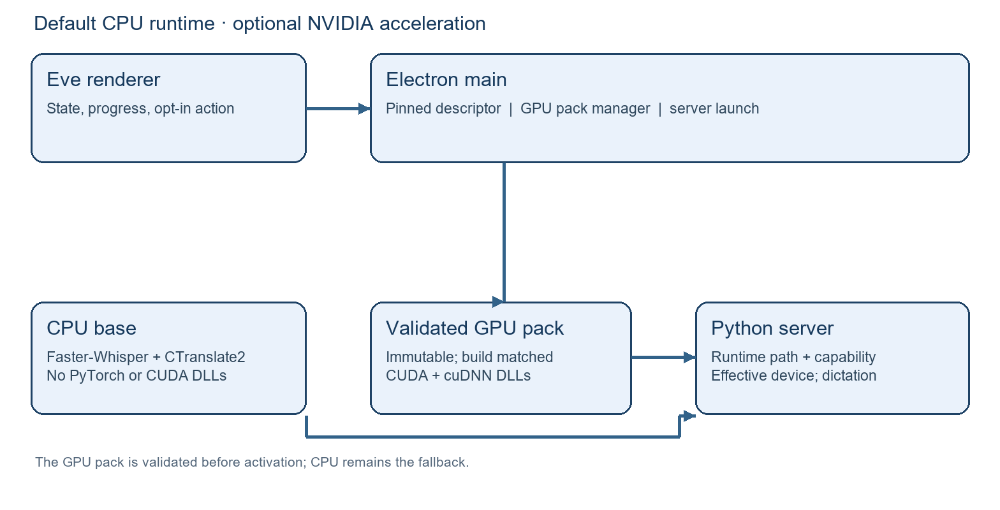 Default CPU runtime · optional NVIDIA acceleration
Eve renderer
State, progress, opt-in action
Electron main
Pinned descriptor | GPU pack manager | server launch
CPU base
Faster-Whisper + CTranslate2
No PyTorch or CUDA DLLs
Validated GPU pack
Immutable; build matched
CUDA + cuDNN DLLs
Python server
Runtime path + capability
Effective device; dictation
The GPU pack is validated before activation; CPU remains the fallback.